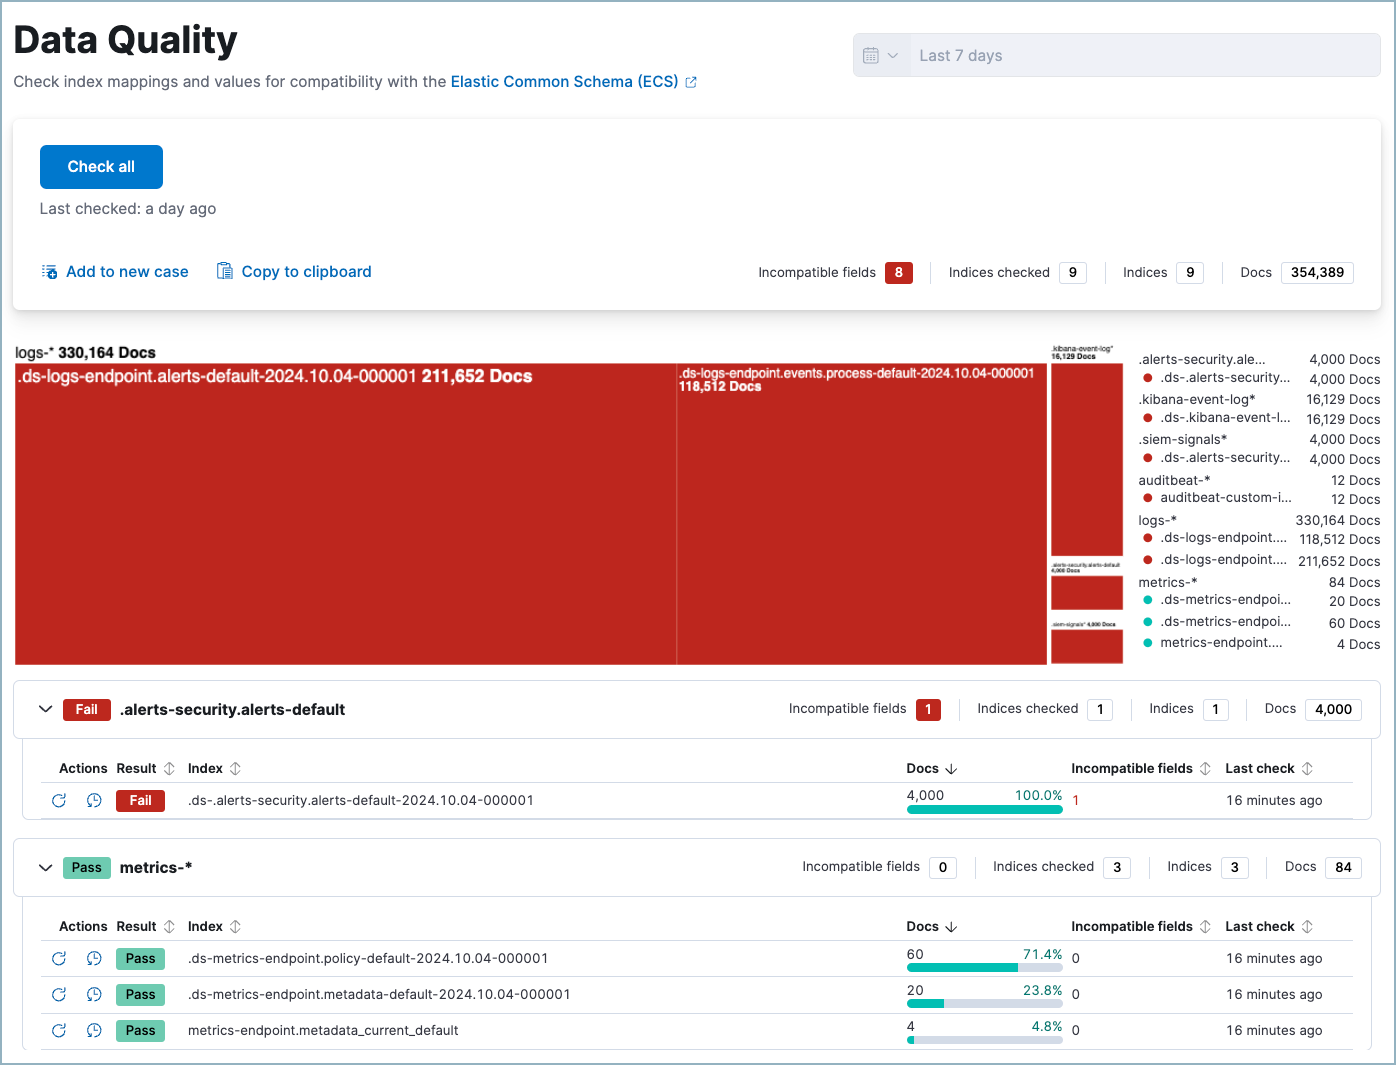 Data Quality
Last 7 days
Check index mappings and values for compatibility with the Elastic Common Schema (ECS)
Check all
Last checked: a day ago
Add to new case
Copy to clipboard
Incompatible fields 8
Indices checked 9
Indices 9
Docs 354,389
logs-* 330,164 Docs
.ds-logs-endpoint.alerts-default-2024.10.04-000001 211,652 Docs
.ds-logs-endpoint.events.process-default-2024.10.04-000001
118,512 Docs
.kibana-event-log*
16,129 Docs
.alerts-security.alerts-default
4,000 Docs
.siem-signals* 4,000 Docs
.alerts-security.ale... 4,000 Docs
.ds-.alerts-security... 4,000 Docs
.kibana-event-log* 16,129 Docs
.ds-.kibana-event-l... 16,129 Docs
.siem-signals* 4,000 Docs
.ds-.alerts-security... 4,000 Docs
auditbeat-* 12 Docs
auditbeat-custom-i... 12 Docs
logs-* 330,164 Docs
.ds-logs-endpoint.... 118,512 Docs
.ds-logs-endpoint.... 211,652 Docs
metrics-* 84 Docs
.ds-metrics-endpoi... 20 Docs
.ds-metrics-endpoi... 60 Docs
metrics-endpoint.... 4 Docs
Fail .alerts-security.alerts-default Incompatible fields 1 Indices checked 1 Indices 1 Docs 4,000
Actions Result Index Docs Incompatible fields Last check
Fail .ds-.alerts-security.alerts-default-2024.10.04-000001 4,000 100.0% 1 16 minutes ago
Pass metrics-* Incompatible fields 0 Indices checked 3 Indices 3 Docs 84
Actions Result Index Docs Incompatible fields Last check
Pass .ds-metrics-endpoint.policy-default-2024.10.04-000001 60 71.4% 0 16 minutes ago
Pass .ds-metrics-endpoint.metadata-default-2024.10.04-000001 20 23.8% 0 16 minutes ago
Pass metrics-endpoint.metadata_current_default 4 4.8% 0 16 minutes ago